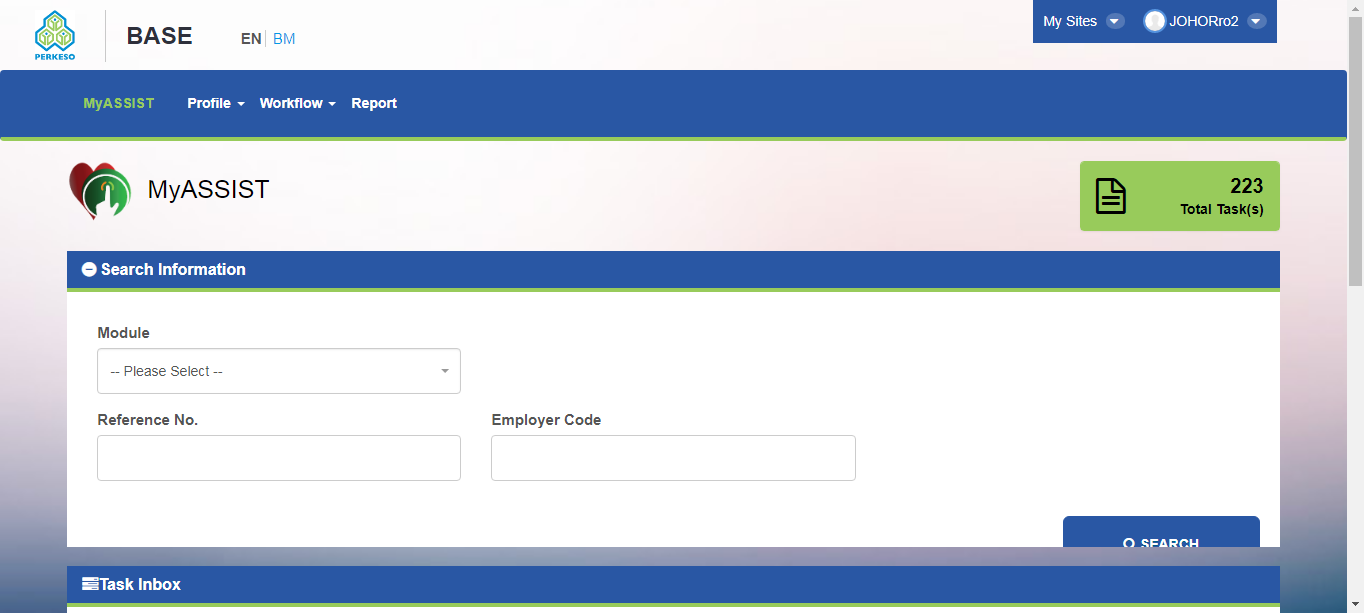 PERKESO
BASE
EN BM
My Sites
JOHORro2
MyASSIST Profile Workflow Report
MyASSIST
223
Total Task(s)
Search Information
Module
-- Please Select --
Reference No. Employer Code
SEARCH
Task Inbox